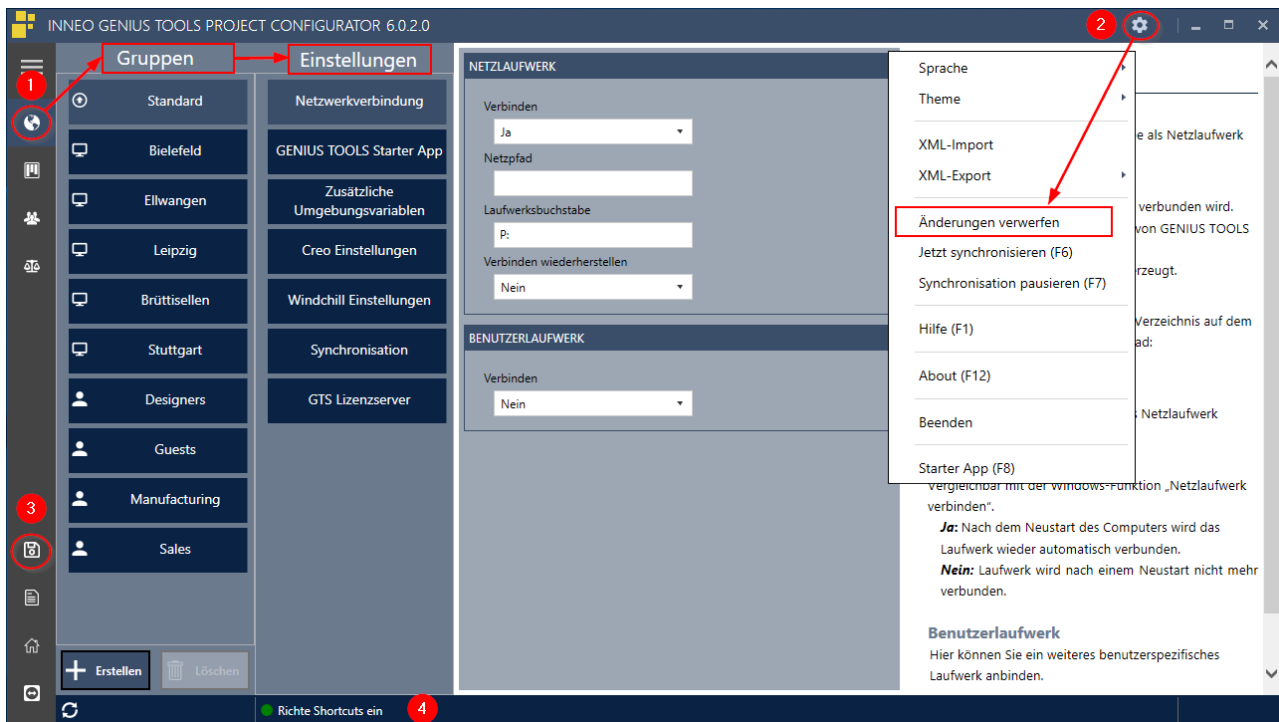 INNEO GENIUS TOOLS PROJECT CONFIGURATOR 6.0.2.0
2
1
Gruppen
Standard
Bielefeld
Ellwangen
Leipzig
Brüttisellen
Stuttgart
Designers
Guests
Manufacturing
Sales
3
Erstellen
Löschen
Einstellungen
Netzwerkverbindung
GENIUS TOOLS Starter App
Zusätzliche
Umgebungsvariablen
Creo Einstellungen
Windchill Einstellungen
Synchronisation
GTS Lizenzserver
NETZLAUFWERK
Verbinden
Ja
Netzpfad
Laufwerksbuchstabe
P:
Verbinden wiederherstellen
Nein
BENUTZERLAUFWERK
Verbinden
Nein
Sprache
Theme
XML-Import
XML-Export
Änderungen verwerfen
Jetzt synchronisieren (F6)
Synchronisation pausieren (F7)
Hilfe (F1)
About (F12)
Beenden
Starter App (F8)
als Netzlaufwerk
verbunden wird.
von GENIUS TOOLS
rzeugt.
Verzeichnis auf dem
ad:
Netzlaufwerk
Vergleichbar mit der Windows-Funktion „Netzlaufwerk
verbinden“.
Ja: Nach dem Neustart des Computers wird das
Laufwerk wieder automatisch verbunden.
Nein: Laufwerk wird nach einem Neustart nicht mehr
verbunden.
Benutzerlaufwerk
Hier können Sie ein weiteres benutzerspezifisches
Laufwerk anbinden.
Richte Shortcuts ein
4